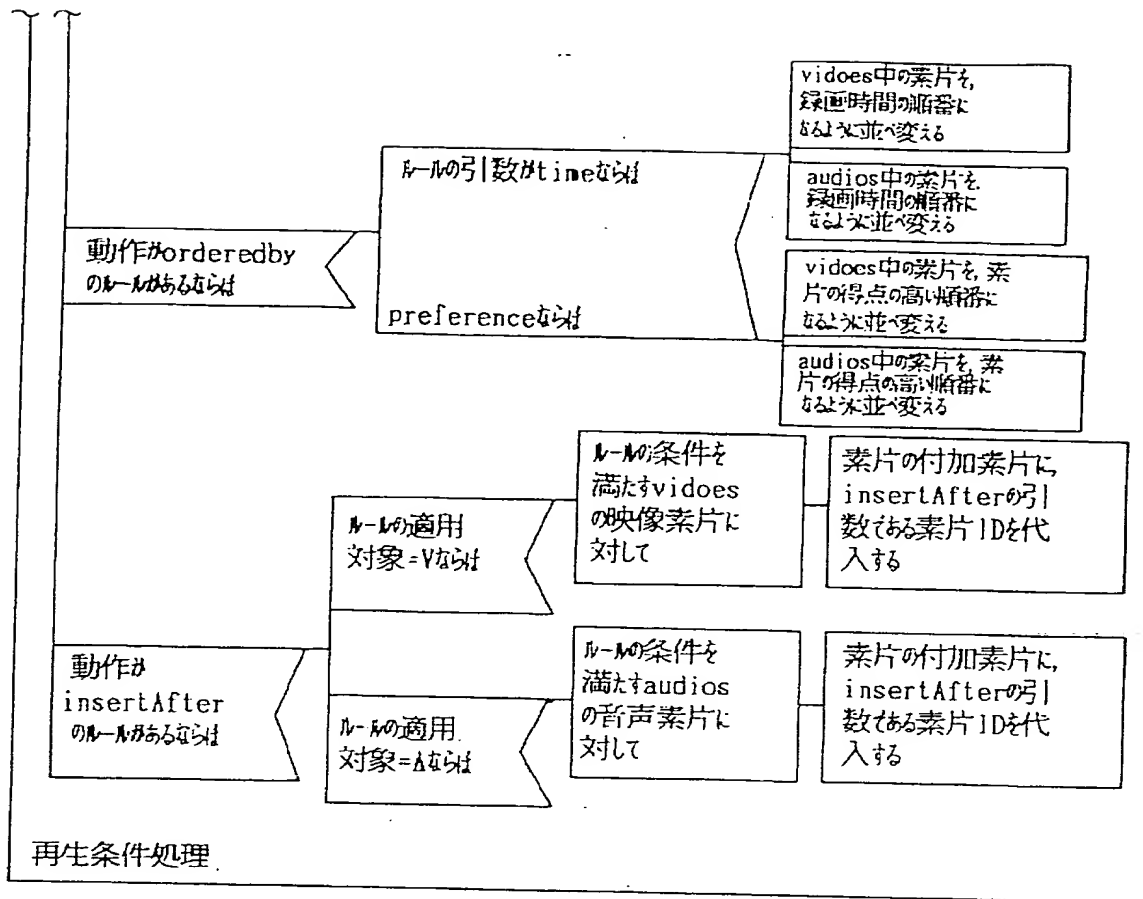 vidoes中の素片を,
録画時間の順番に
なるように並べ変える
ルールの引数がtimeならば
audios中の素片を,
録画時間の順番に
なるように並べ変える
動作がorderedby
のルールがあるならば
vidoes中の素片を, 素
片の得点の高い順番に
なるように並べ変える
preferenceならば
audios中の素片を, 素
片の得点の高い順番に
なるように並べ変える
ルールの適用
対象=Vならば
ルールの条件を
満たすvidoes
の映像素片に
対して
素片の付加素片に,
insertAfterの引
数である素片IDを代
入する
動作が
insertAfter
のルールがあるならば
ルールの適用
対象=Aならば
ルールの条件を
満たすaudios
の音声素片に
対して
素片の付加素片に,
insertAfterの引
数である素片IDを代
入する
再生条件処理